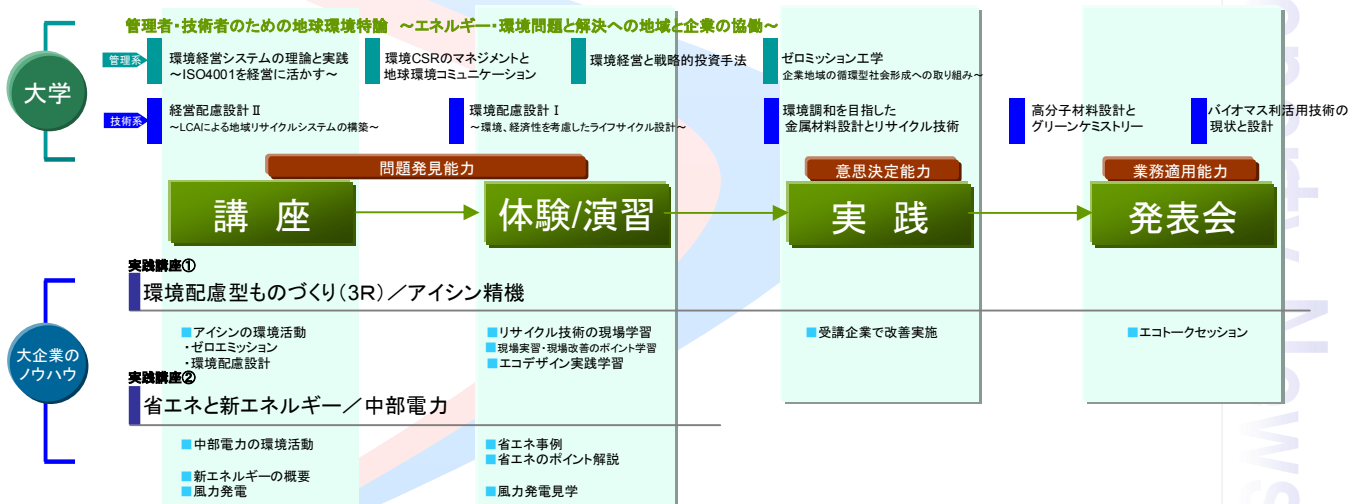 管理者・技術者のための地球環境特論　～エネルギー・環境問題と解決への地域と企業の協働～
大学
管理系
環境経営システムの理論と実践
～ISO4001を経営に活かす～
環境CSRのマネジメントと
地球環境コミュニケーション
環境経営と戦略的投資手法
ゼロミッション工学
企業地域の循環型社会形成への取り組み～
技術系
経営配慮設計Ⅱ
～LCAによる地域リサイクルシステムの構築～
環境配慮設計Ⅰ
～環境、経済性を考慮したライフサイクル設計～
環境調和を目指した
金属材料設計とリサイクル技術
高分子材料設計と
グリーンケミストリー
バイオマス利活用技術の
現状と設計
問題発見能力
意思決定能力
業務適用能力
講 座
体験/演習
実 践
発表会
大企業の
ノウハウ
実践講座①
環境配慮型ものづくり(3R)／アイシン精機
■アイシンの環境活動
・ゼロエミッション
・環境配慮設計
■リサイクル技術の現場学習
■現場実習・現場改善のポイント学習
■エコデザイン実践学習
■受講企業で改善実施
■エコトークセッション
実践講座②
省エネと新エネルギー／中部電力
■中部電力の環境活動
■新エネルギーの概要
■風力発電
■省エネ事例
■省エネのポイント解説
■風力発電見学
News